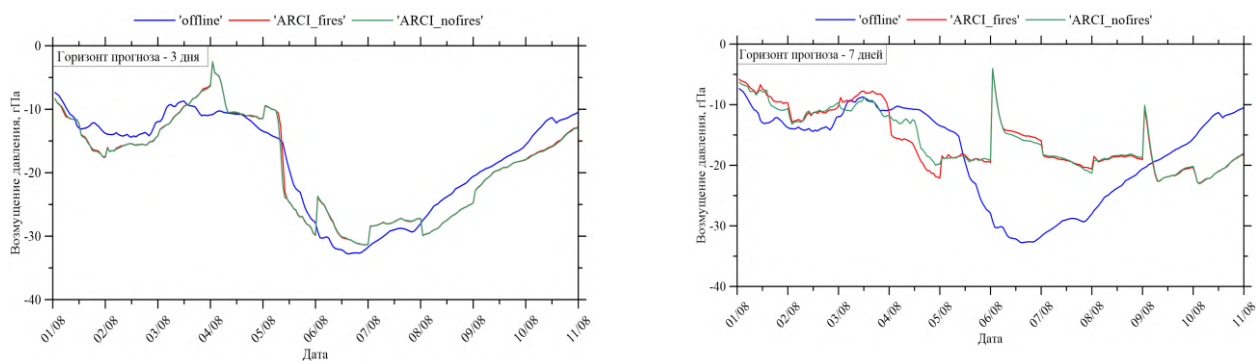 'offline' 'ARCI_fires' 'ARCI_nofires'
Горизонт прогноза - 3 дня
Возмущение давления, гПа
0
-10
-20
-30
-40
01/08 02/08 03/08 04/08 05/08 06/08 07/08 08/08 09/08 10/08 11/08
Дата
'offline' 'ARCI_fires' 'ARCI_nofires'
Горизонт прогноза - 7 дней
Возмущение давления, гПа
0
-10
-20
-30
-40
01/08 02/08 03/08 04/08 05/08 06/08 07/08 08/08 09/08 10/08 11/08
Дата